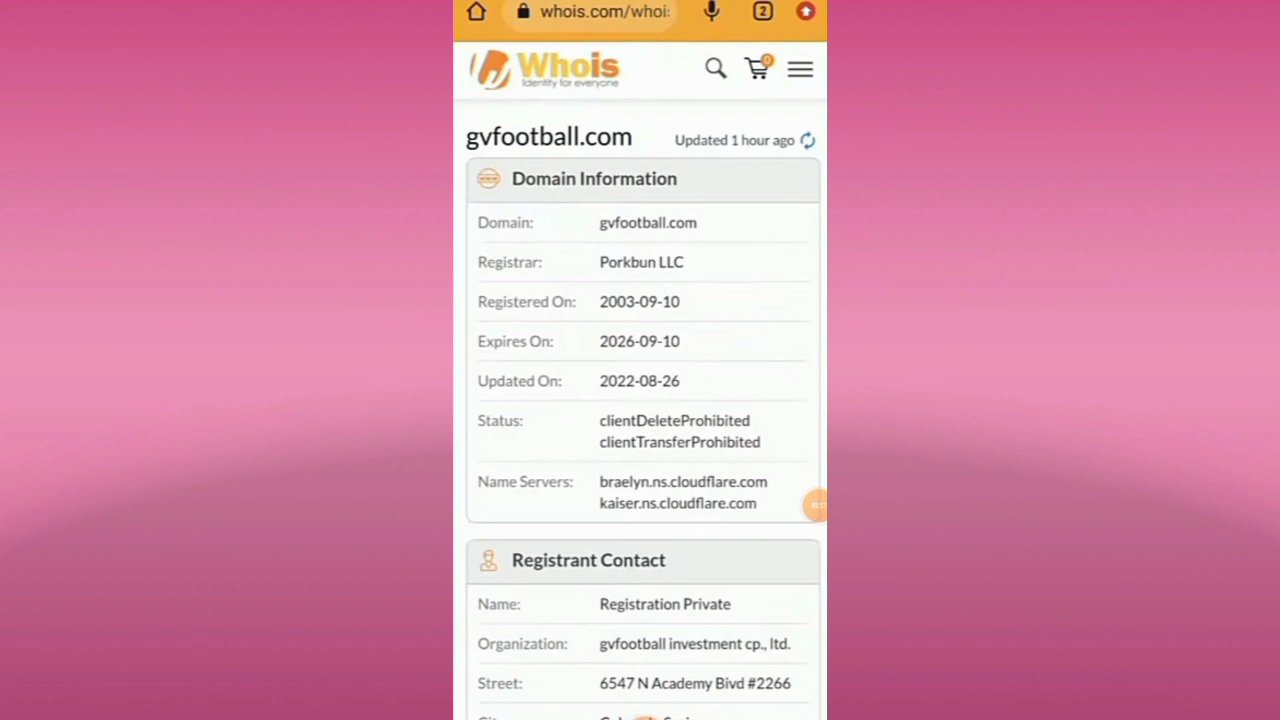 whois.com/whoi:
2
Whois
Identity for everyone
0
gvfootball.com
Updated 1 hour ago
Domain Information
Domain: gvfootball.com
Registrar: Porkbun LLC
Registered On: 2003-09-10
Expires On: 2026-09-10
Updated On: 2022-08-26
Status: clientDeleteProhibited
clientTransferProhibited
Name Servers: braelyn.ns.cloudflare.com
kaiser.ns.cloudflare.com
Registrant Contact
Name: Registration Private
Organization: gvfootball investment cp., ltd.
Street: 6547 N Academy Bivd #2266